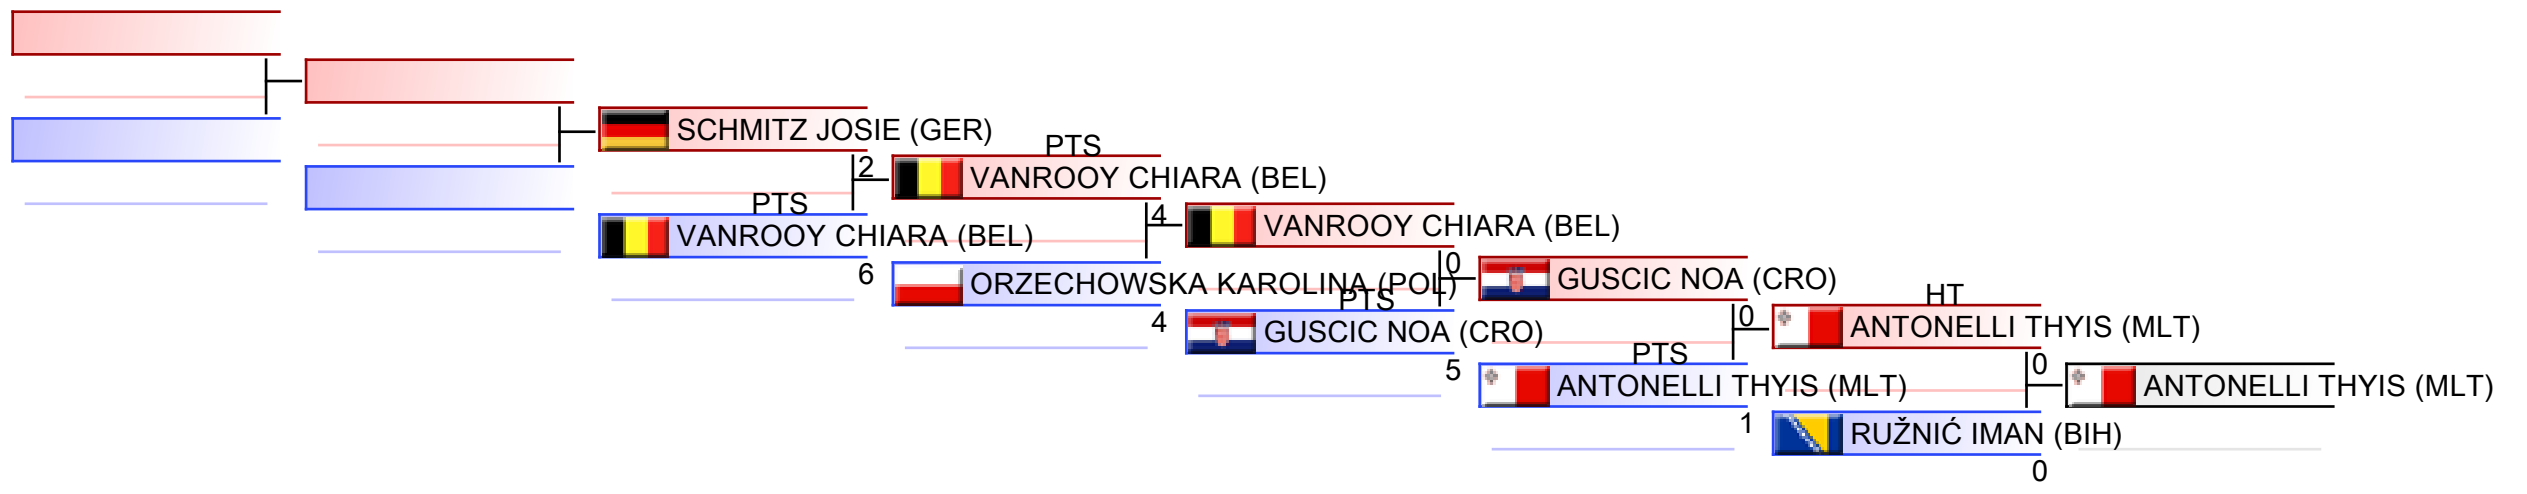 SCHMITZ JOSIE (GER)
2
PTS
VANROOY CHIARA (BEL)
6
PTS
VANROOY CHIARA (BEL)
4
ORZECHOWSKA KAROLINA (POL)
4
VANROOY CHIARA (BEL)
0
PTS
GUSCIC NOA (CRO)
5
GUSCIC NOA (CRO)
0
PTS
ANTONELLI THYIS (MLT)
1
HT
ANTONELLI THYIS (MLT)
0
RUŽNIĆ IMAN (BIH)
0
ANTONELLI THYIS (MLT)